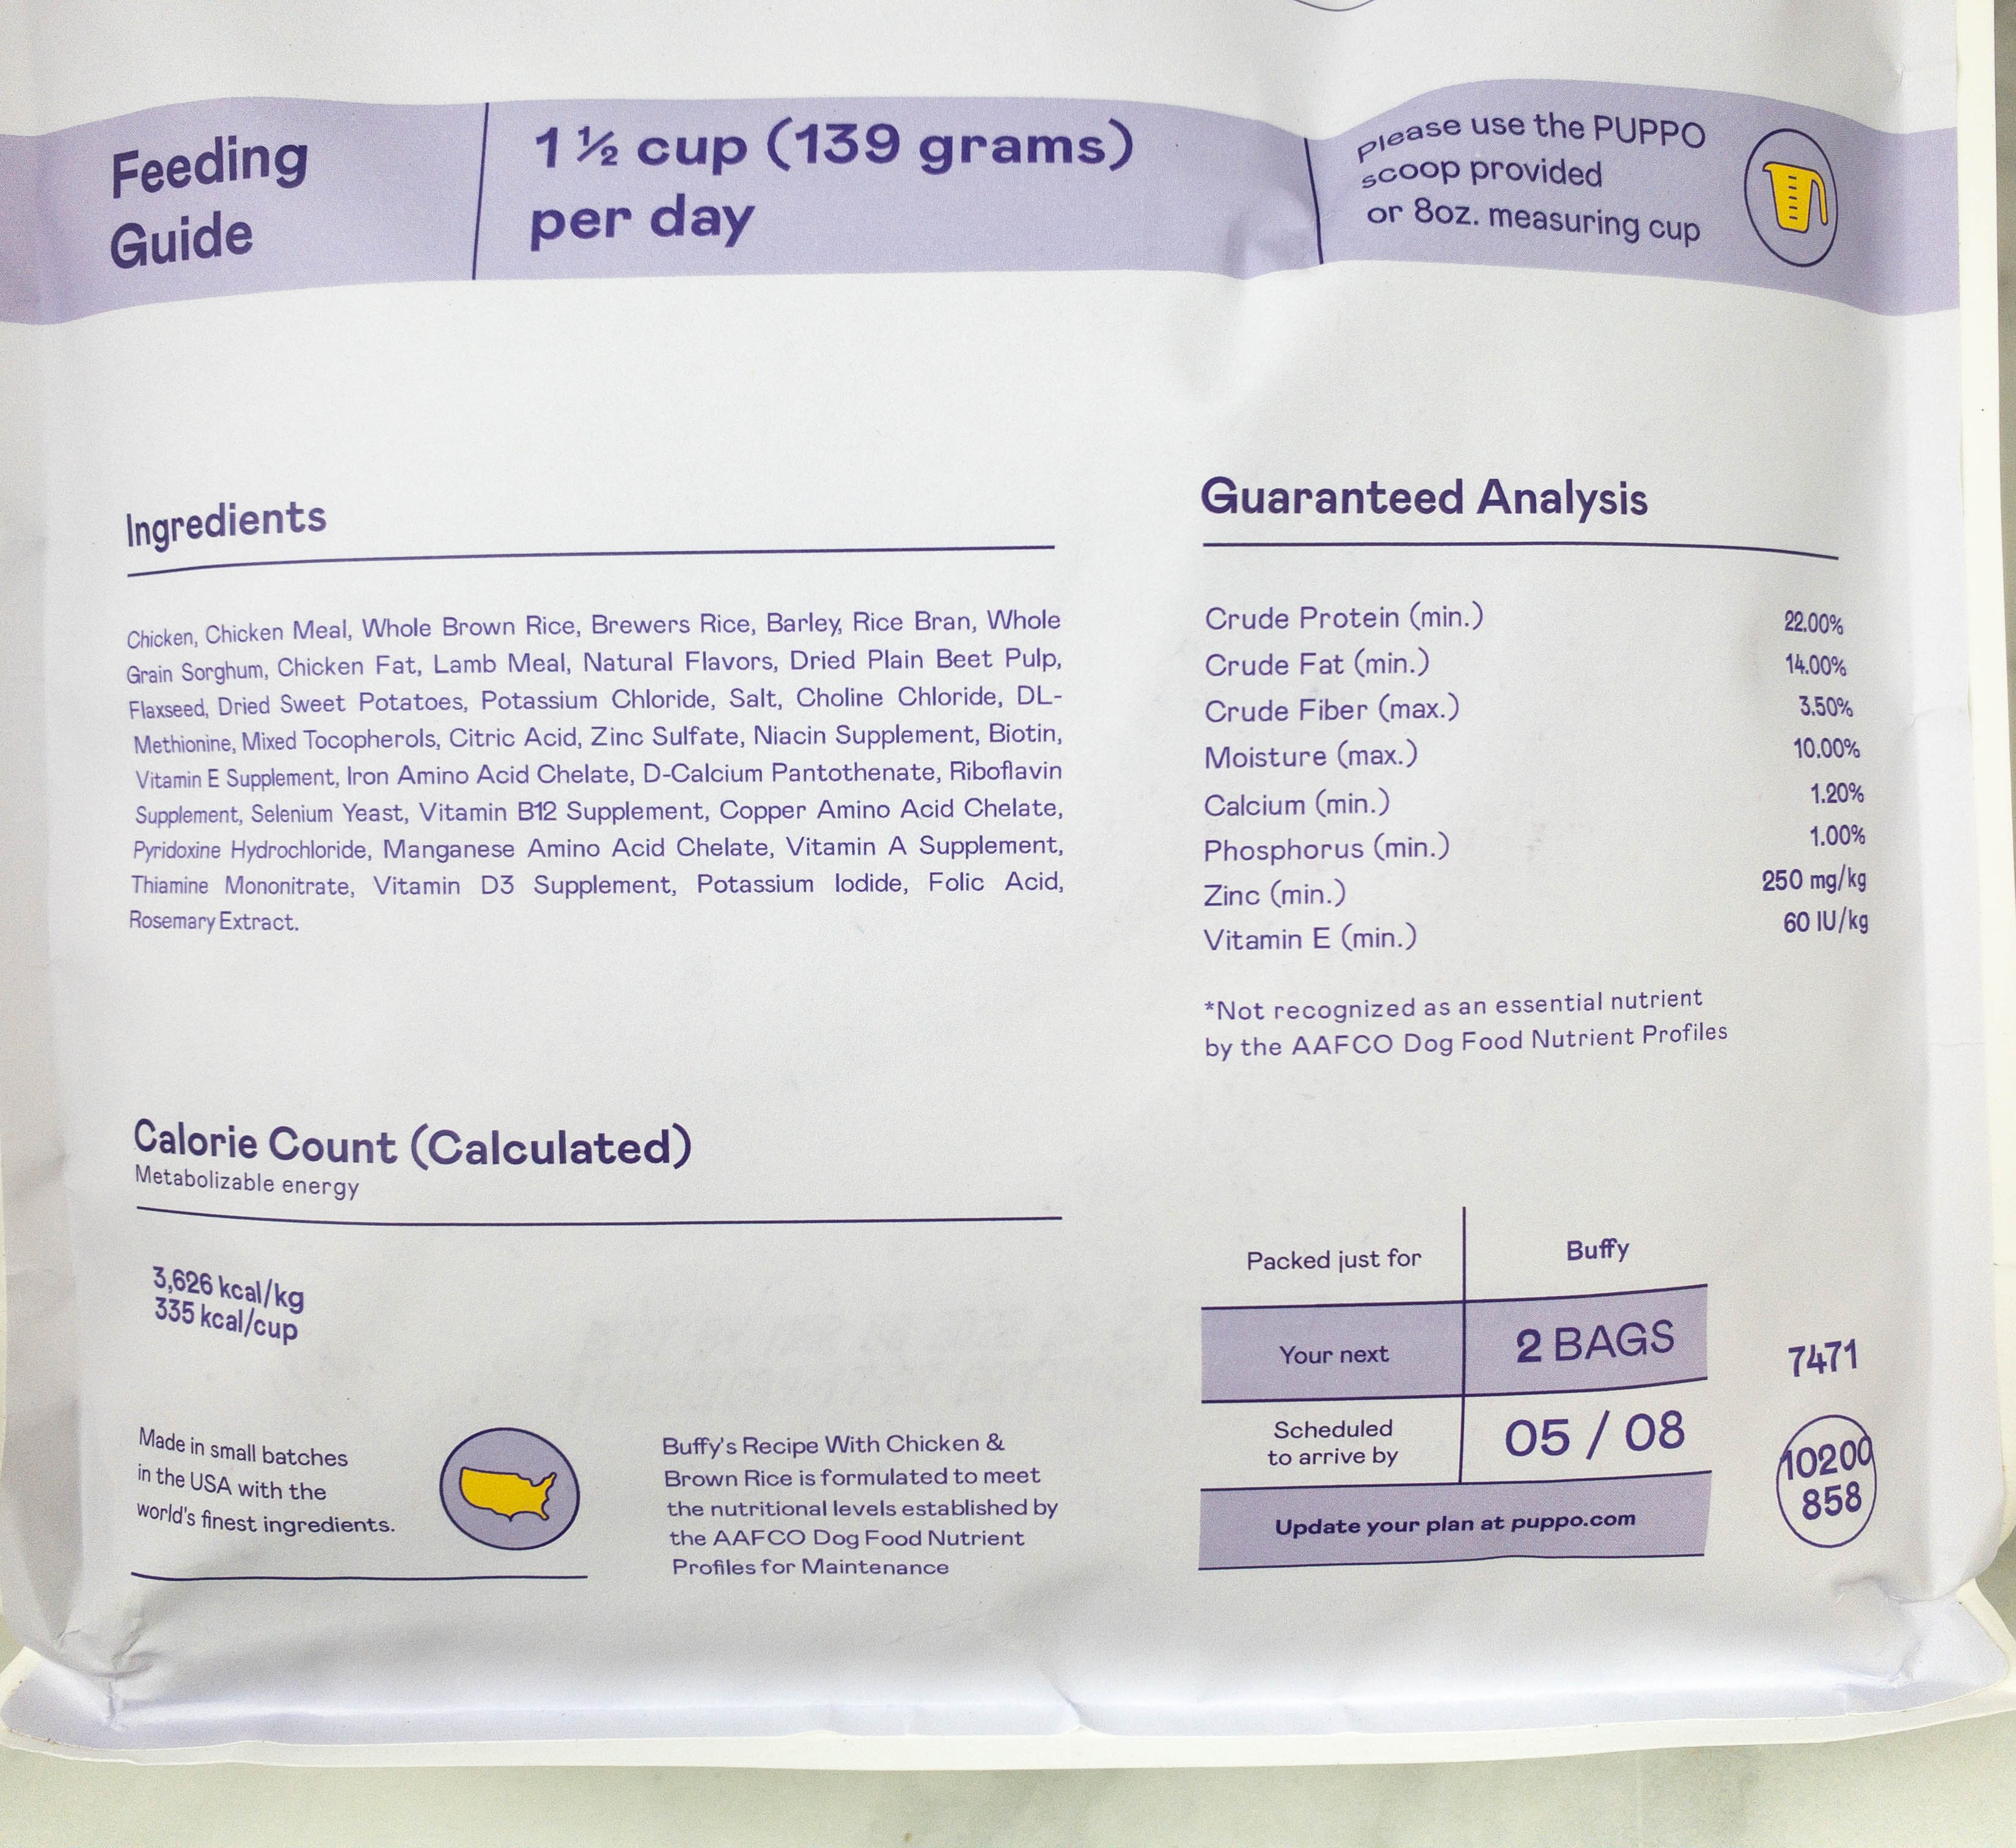 Feeding
Guide
1 ½ cup (139 grams)
per day
Please use the PUPPO
scoop provided
or 8oz. measuring cup
Ingredients
Chicken, Chicken Meal, Whole Brown Rice, Brewers Rice, Barley, Rice Bran, Whole
Grain Sorghum, Chicken Fat, Lamb Meal, Natural Flavors, Dried Plain Beet Pulp,
Flaxseed, Dried Sweet Potatoes, Potassium Chloride, Salt, Choline Chloride, DL-
Methionine, Mixed Tocopherols, Citric Acid, Zinc Sulfate, Niacin Supplement, Biotin,
Vitamin E Supplement, Iron Amino Acid Chelate, D-Calcium Pantothenate, Riboflavin
Supplement, Selenium Yeast, Vitamin B12 Supplement, Copper Amino Acid Chelate,
Pyridoxine Hydrochloride, Manganese Amino Acid Chelate, Vitamin A Supplement,
Thiamine Mononitrate, Vitamin D3 Supplement, Potassium Iodide, Folic Acid,
Rosemary Extract.
Guaranteed Analysis
Crude Protein (min.) 22.00%
Crude Fat (min.) 14.00%
Crude Fiber (max.) 3.50%
Moisture (max.) 10.00%
Calcium (min.) 1.20%
Phosphorus (min.) 1.00%
Zinc (min.) 250 mg/kg
Vitamin E (min.) 60 IU/kg
*Not recognized as an essential nutrient
by the AAFCO Dog Food Nutrient Profiles
Calorie Count (Calculated)
Metabolizable energy
3,626 kcal/kg
335 kcal/cup
Made in small batches
in the USA with the
world's finest ingredients.
Buffy's Recipe With Chicken &
Brown Rice is formulated to meet
the nutritional levels established by
the AAFCO Dog Food Nutrient
Profiles for Maintenance
Packed just for Buffy
Your next 2 BAGS
Scheduled
to arrive by 05 / 08
Update your plan at puppo.com
7471
10200
858